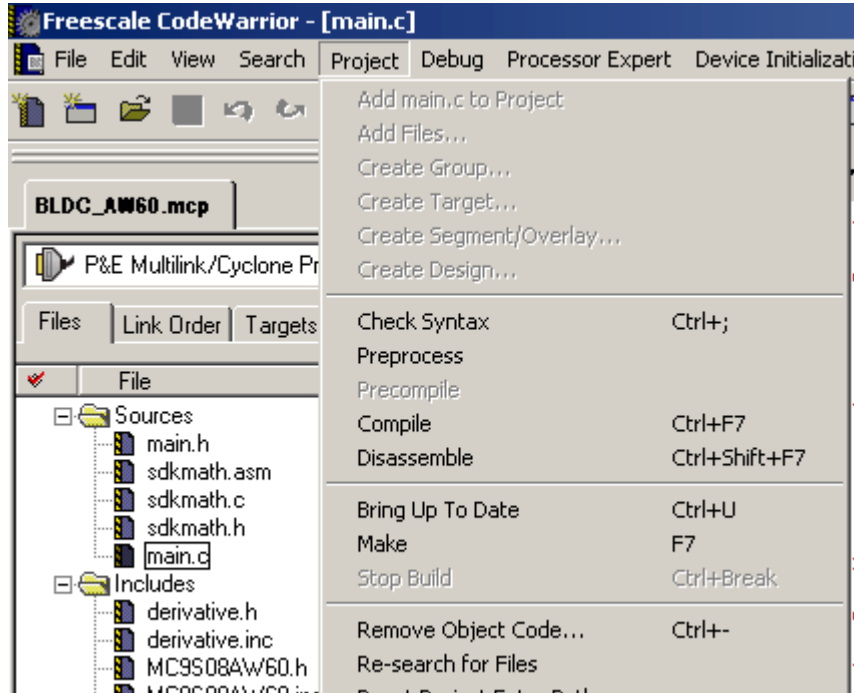 Freescale CodeWarrior - [main.c]
File Edit View Search Project Debug Processor Expert Device Initializati
Add main.c to Project
Add Files...
Create Group...
Create Target...
Create Segment/Overlay...
Create Design...
BLDC_AW60.mcp
P&E Multilink/Cyclone Pr
Files Link Order Targets
Check Syntax Ctrl+;
Preprocess
Precompile
Compile Ctrl+F7
Disassemble Ctrl+Shift+F7
Bring Up To Date Ctrl+U
Make F7
Stop Build Ctrl+Break
Remove Object Code... Ctrl+-
Re-search for Files
File
Sources
main.h
sdkmath.asm
sdkmath.c
sdkmath.h
main.c
Includes
derivative.h
derivative.inc
MC9S08AW60.h